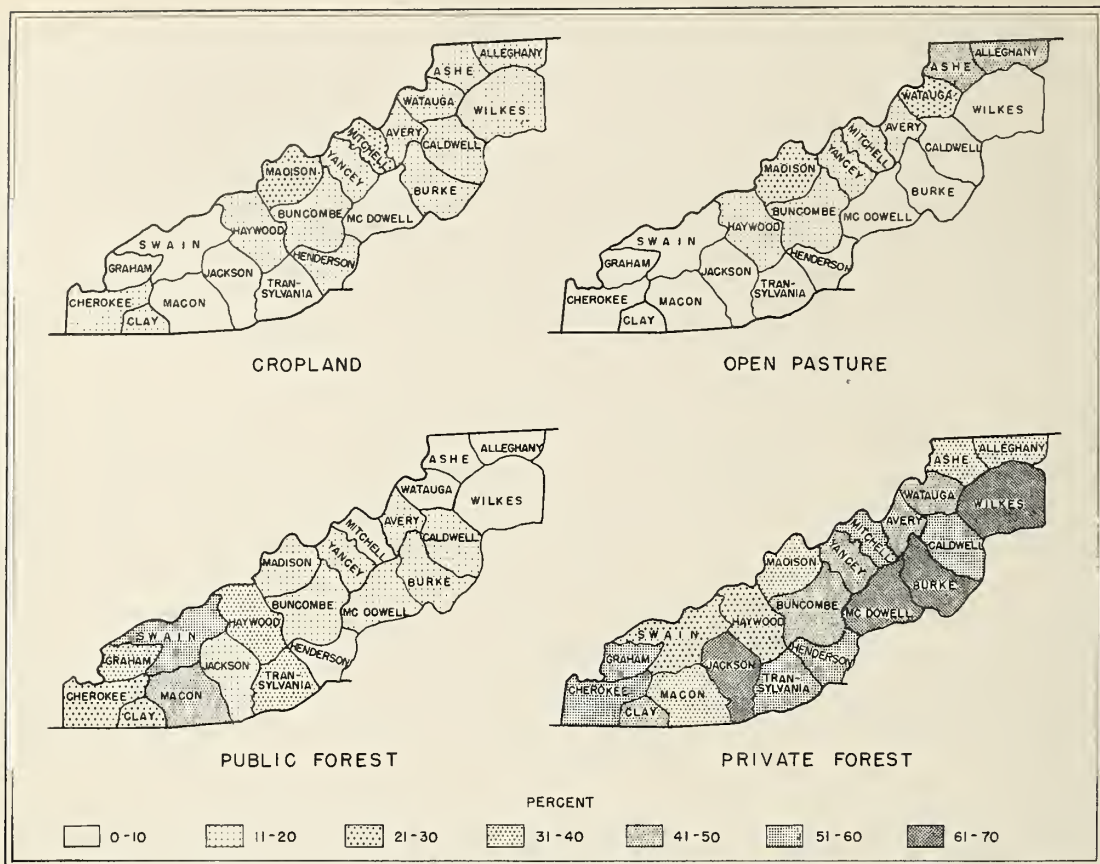 ASHE
ALLEGHANY
WATAUGA
WILKES
MITCHELL
AVERY
CALDWELL
YANCEY
MADISON
BURKE
BUNCOMBE
MC DOWELL
HAYWOOD
SWAIN
HENDERSON
GRAHAM
JACKSON
TRAN-
SYLVANIA
CHEROKEE
MACON
CLAY
CROPLAND
ASHE
ALLEGHANY
WATAUGA
WILKES
MITCHELL
AVERY
CALDWELL
YANCEY
MADISON
BURKE
BUNCOMBE
MC DOWELL
HAYWOOD
SWAIN
HENDERSON
GRAHAM
JACKSON
TRAN-
SYLVANIA
CHEROKEE
MACON
CLAY
OPEN PASTURE
ASHE
ALLEGHANY
WATAUGA
WILKES
MITCHELL
AVERY
CALDWELL
YANCEY
MADISON
BURKE
BUNCOMBE
MC DOWELL
HAYWOOD
SWAIN
HENDERSON
GRAHAM
JACKSON
TRAN-
SYLVANIA
CHEROKEE
MACON
CLAY
PUBLIC FOREST
ASHE
ALLEGHANY
WATAUGA
WILKES
MITCHELL
AVERY
CALDWELL
YANCEY
MADISON
BURKE
BUNCOMBE
MC DOWELL
HAYWOOD
SWAIN
HENDERSON
GRAHAM
JACKSON
TRAN-
SYLVANIA
CHEROKEE
MACON
CLAY
PRIVATE FOREST
PERCENT
0-10 11-20 21-30 31-40 41-50 51-60 61-70